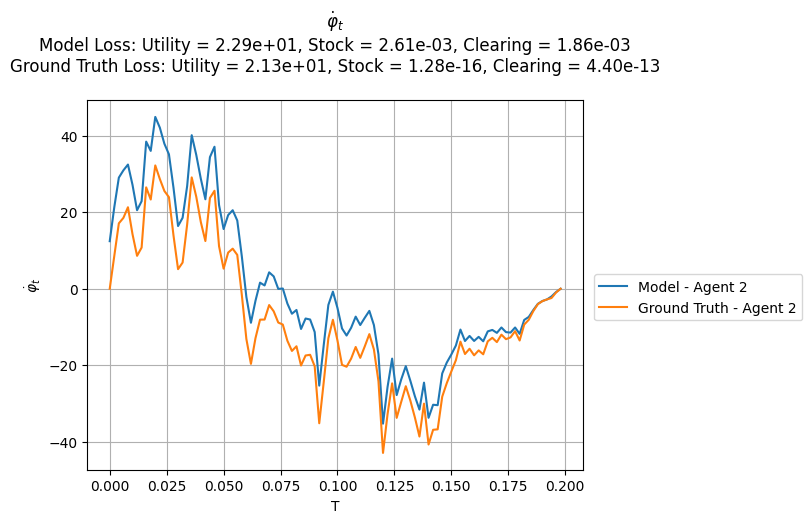 φ̇ₜ
Model Loss: Utility = 2.29e+01, Stock = 2.61e-03, Clearing = 1.86e-03
Ground Truth Loss: Utility = 2.13e+01, Stock = 1.28e-16, Clearing = 4.40e-13
φ̇ₜ
40
20
0
−20
−40
0.000 0.025 0.050 0.075 0.100 0.125 0.150 0.175 0.200
T
Model - Agent 2
Ground Truth - Agent 2